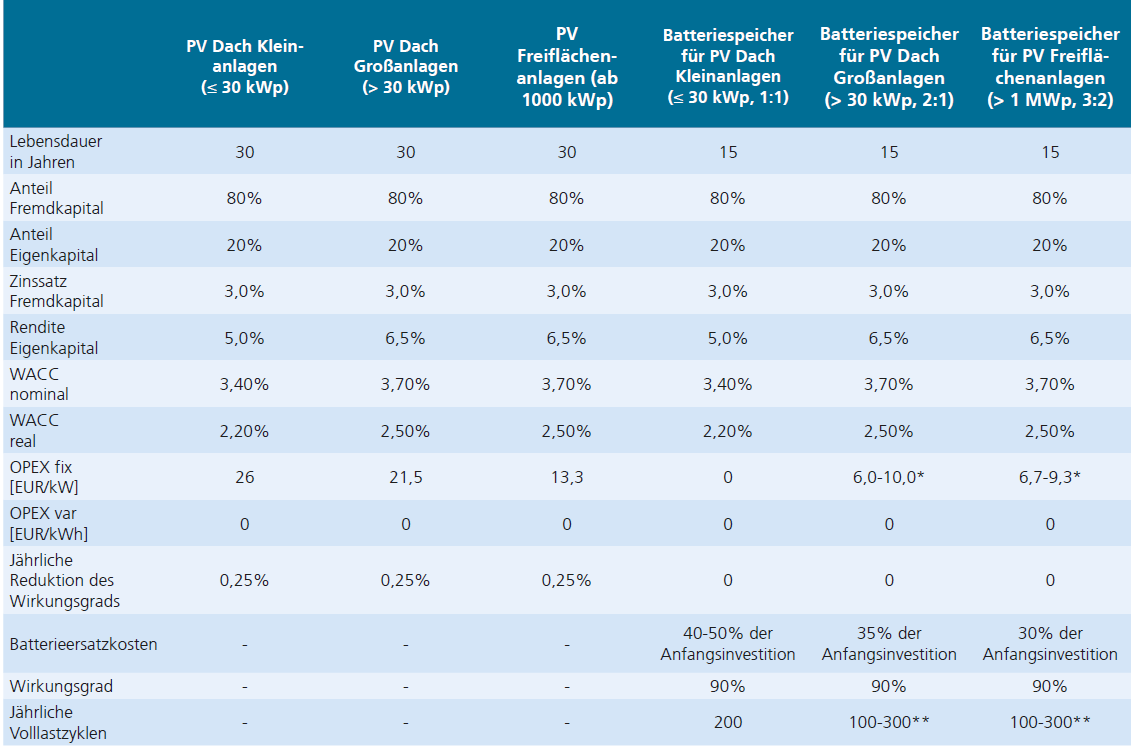 PV Dach Klein-
anlagen
(≤ 30 kWp)
PV Dach
Großanlagen
(> 30 kWp)
PV
Freiflächen-
anlagen (ab
1000 kWp)
Batteriespeicher
für PV Dach
Kleinanlagen
(≤ 30 kWp, 1:1)
Batteriespeicher
für PV Dach
Großanlagen
(> 30 kWp, 2:1)
Batteriespeicher
für PV Freiflä-
chenanlagen
(> 1 MWp, 3:2)
Lebensdauer
in Jahren
30 30 30 15 15 15
Anteil
Fremdkapital
80% 80% 80% 80% 80% 80%
Anteil
Eigenkapital
20% 20% 20% 20% 20% 20%
Zinssatz
Fremdkapital
3,0% 3,0% 3,0% 3,0% 3,0% 3,0%
Rendite
Eigenkapital
5,0% 6,5% 6,5% 5,0% 6,5% 6,5%
WACC
nominal
3,40% 3,70% 3,70% 3,40% 3,70% 3,70%
WACC
real
2,20% 2,50% 2,50% 2,20% 2,50% 2,50%
OPEX fix
[EUR/kW]
26 21,5 13,3 0 6,0-10,0* 6,7-9,3*
OPEX var
[EUR/kWh]
0 0 0 0 0 0
Jährliche
Reduktion des
Wirkungsgrads
0,25% 0,25% 0,25% 0 0 0
Batterieersatzkosten
- - -
40-50% der
Anfangsinvestition
35% der
Anfangsinvestition
30% der
Anfangsinvestition
Wirkungsgrad - - - 90% 90% 90%
Jährliche
Volllastzyklen
- - - 200 100-300** 100-300**